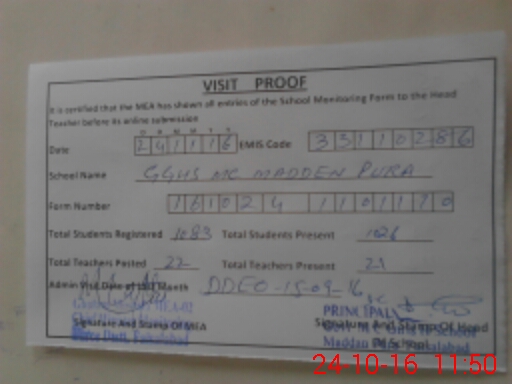 VISIT PROOF
It is certified that the MEA has shown all entries of the School Monitoring Form to the Head
Teacher before its online submission
D D M M Y Y
Date 2 4 1 1 1 6 EMIS Code 3 5 1 1 0 2 8 6
School Name GGHS MC MADDEN PURA
Form Number 1 6 1 0 2 4 1 1 0 1 1 7 0
Total Students Registered 1083 Total Students Present 1026
Total Teachers Posted 22 Total Teachers Present 21
Admin Visit Date of last Month DDEO-15-09-16
PRINCIPAL
Signature And Stamp Of MEA Signature And Stamp Of Head
Of School
24-10-16 11:50